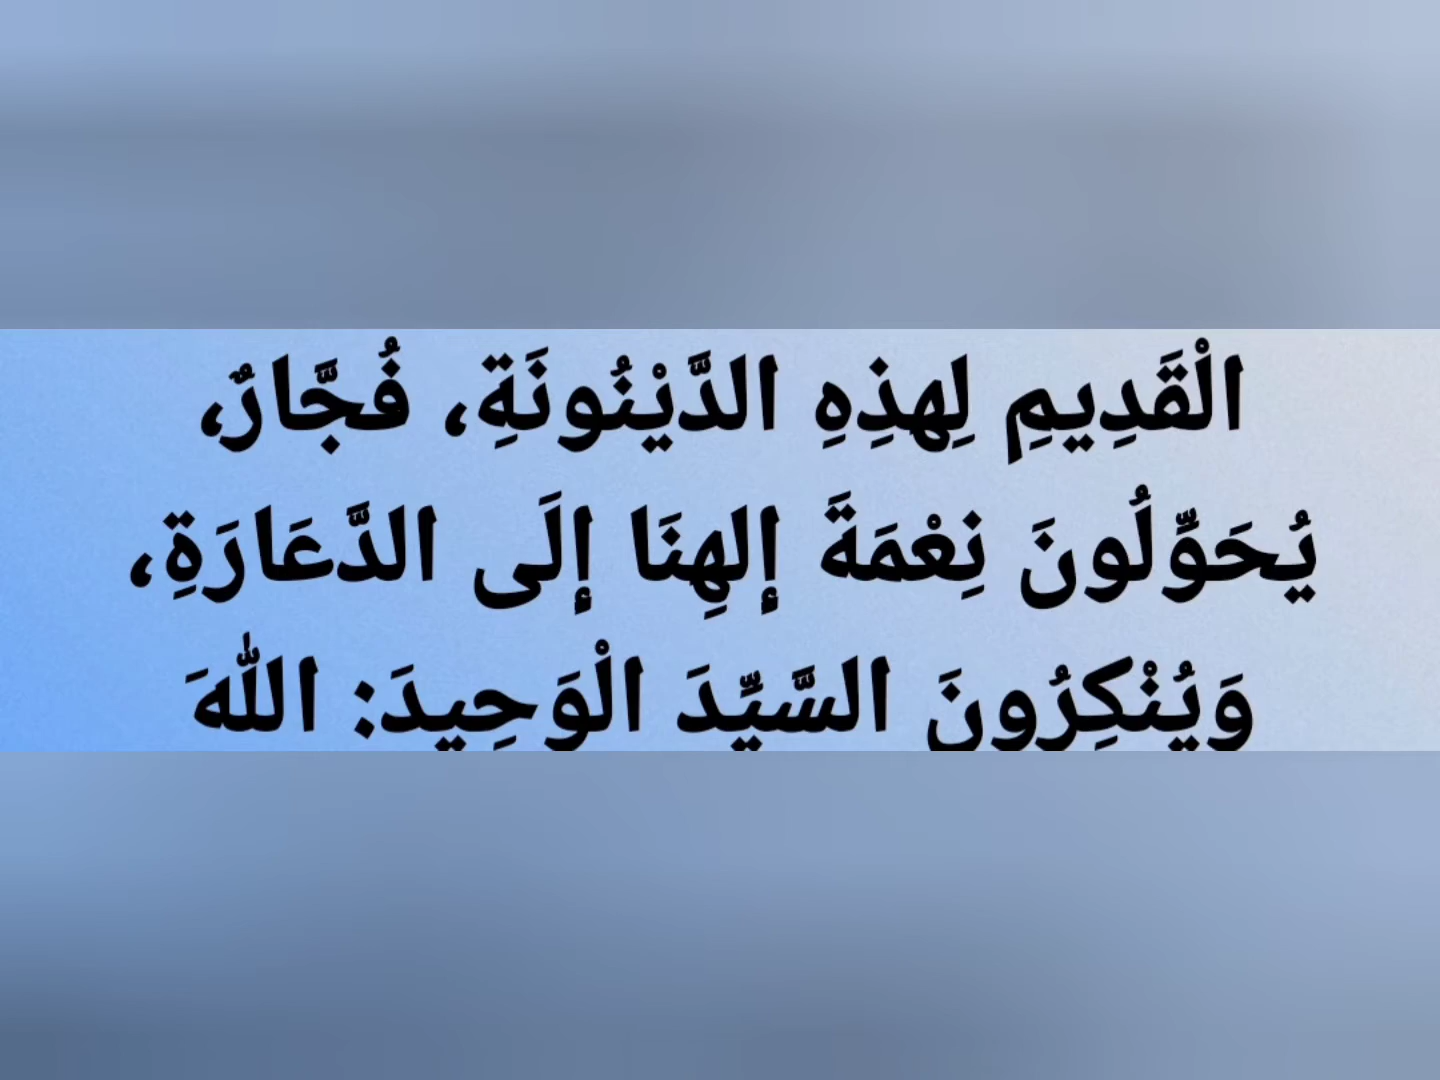 الْقَدِيمِ لِهذِهِ الدَّيْنُونَةِ، فُجَّارٌ،
يُحَوِّلُونَ نِعْمَةَ إِلهِنَا إِلَى الدَّعَارَةِ،
وَيُنْكِرُونَ السَّيِّدَ الْوَحِيدَ: اللهَ